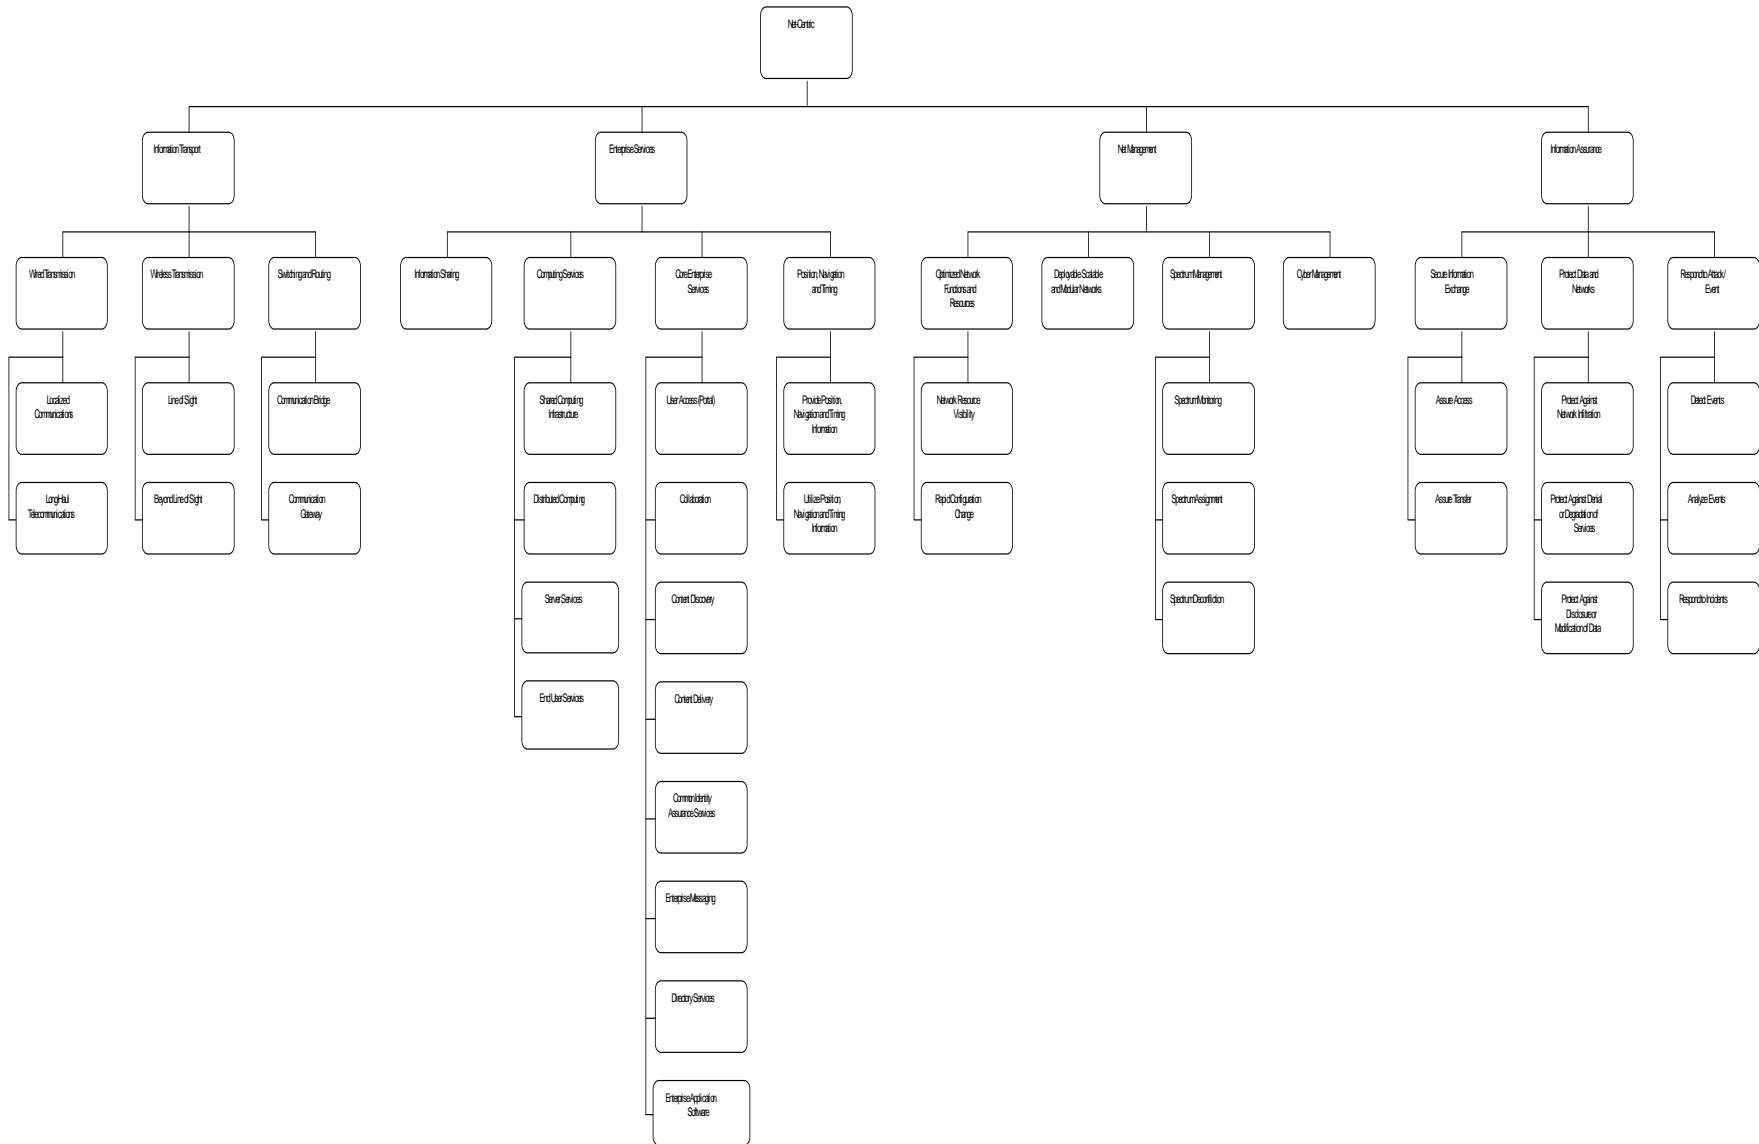 Net-Centric
Information Transport
Enterprise Services
Net Management
Information Assurance
Wired Transmission
Wireless Transmission
Switching and Routing
Information Sharing
Computing Services
Core Enterprise
Services
Position, Navigation
and Timing
Optimized Network
Functions and
Resources
Deployable Scalable
and Modular Networks
Spectrum Management
Cyber Management
Secure Information
Exchange
Protect Data and
Networks
Respond to Attack /
Event
Localized
Communications
Line of Sight
Communication Bridge
Shared Computing
Infrastructure
User Access (Portal)
Provide Position,
Navigation and Timing
Information
Network Resource
Visibility
Spectrum Monitoring
Assure Access
Protect Against
Network Infiltration
Detect Events
Long Haul
Telecommunications
Beyond Line of Sight
Communication
Gateway
Distributed Computing
Collaboration
Utilize Position,
Navigation and Timing
Information
Rapid Configuration
Change
Spectrum Assignment
Assure Transfer
Protect Against Denial
or Degradation of
Services
Analyze Events
Server Services
Content Discovery
Spectrum Deconfliction
Protect Against
Disclosure or
Modification of Data
Respond to Incidents
End User Services
Content Delivery
Common Identity
Assurance Services
Enterprise Messaging
Directory Services
Enterprise Application
Software